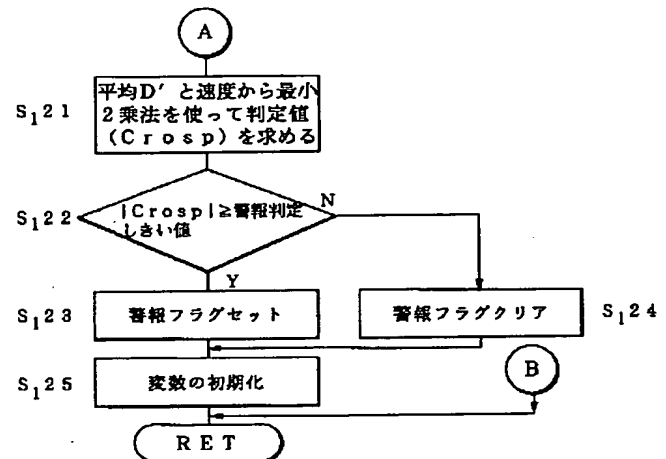 A
S₁21
平均D′と速度から最小
2乗法を使って判定値
(Crosp)を求める
S₁22
|Crosp|≧警報判定
しきい値
N
Y
S₁23
警報フラグセット
警報フラグクリア
S₁24
S₁25
変数の初期化
B
RET